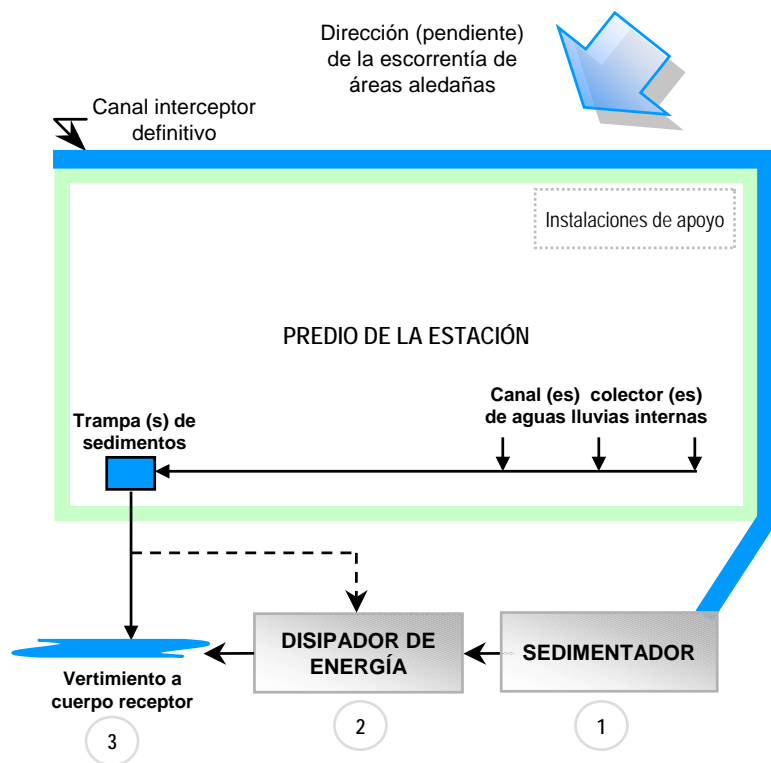 Dirección (pendiente)
de la escorrentía de
áreas aledañas
Canal interceptor
definitivo
Instalaciones de apoyo
PREDIO DE LA ESTACIÓN
Canal (es) colector (es)
de aguas lluvias internas
Trampa (s) de
sedimentos
DISIPADOR DE
ENERGÍA
SEDIMENTADOR
Vertimiento a
cuerpo receptor
3
2
1